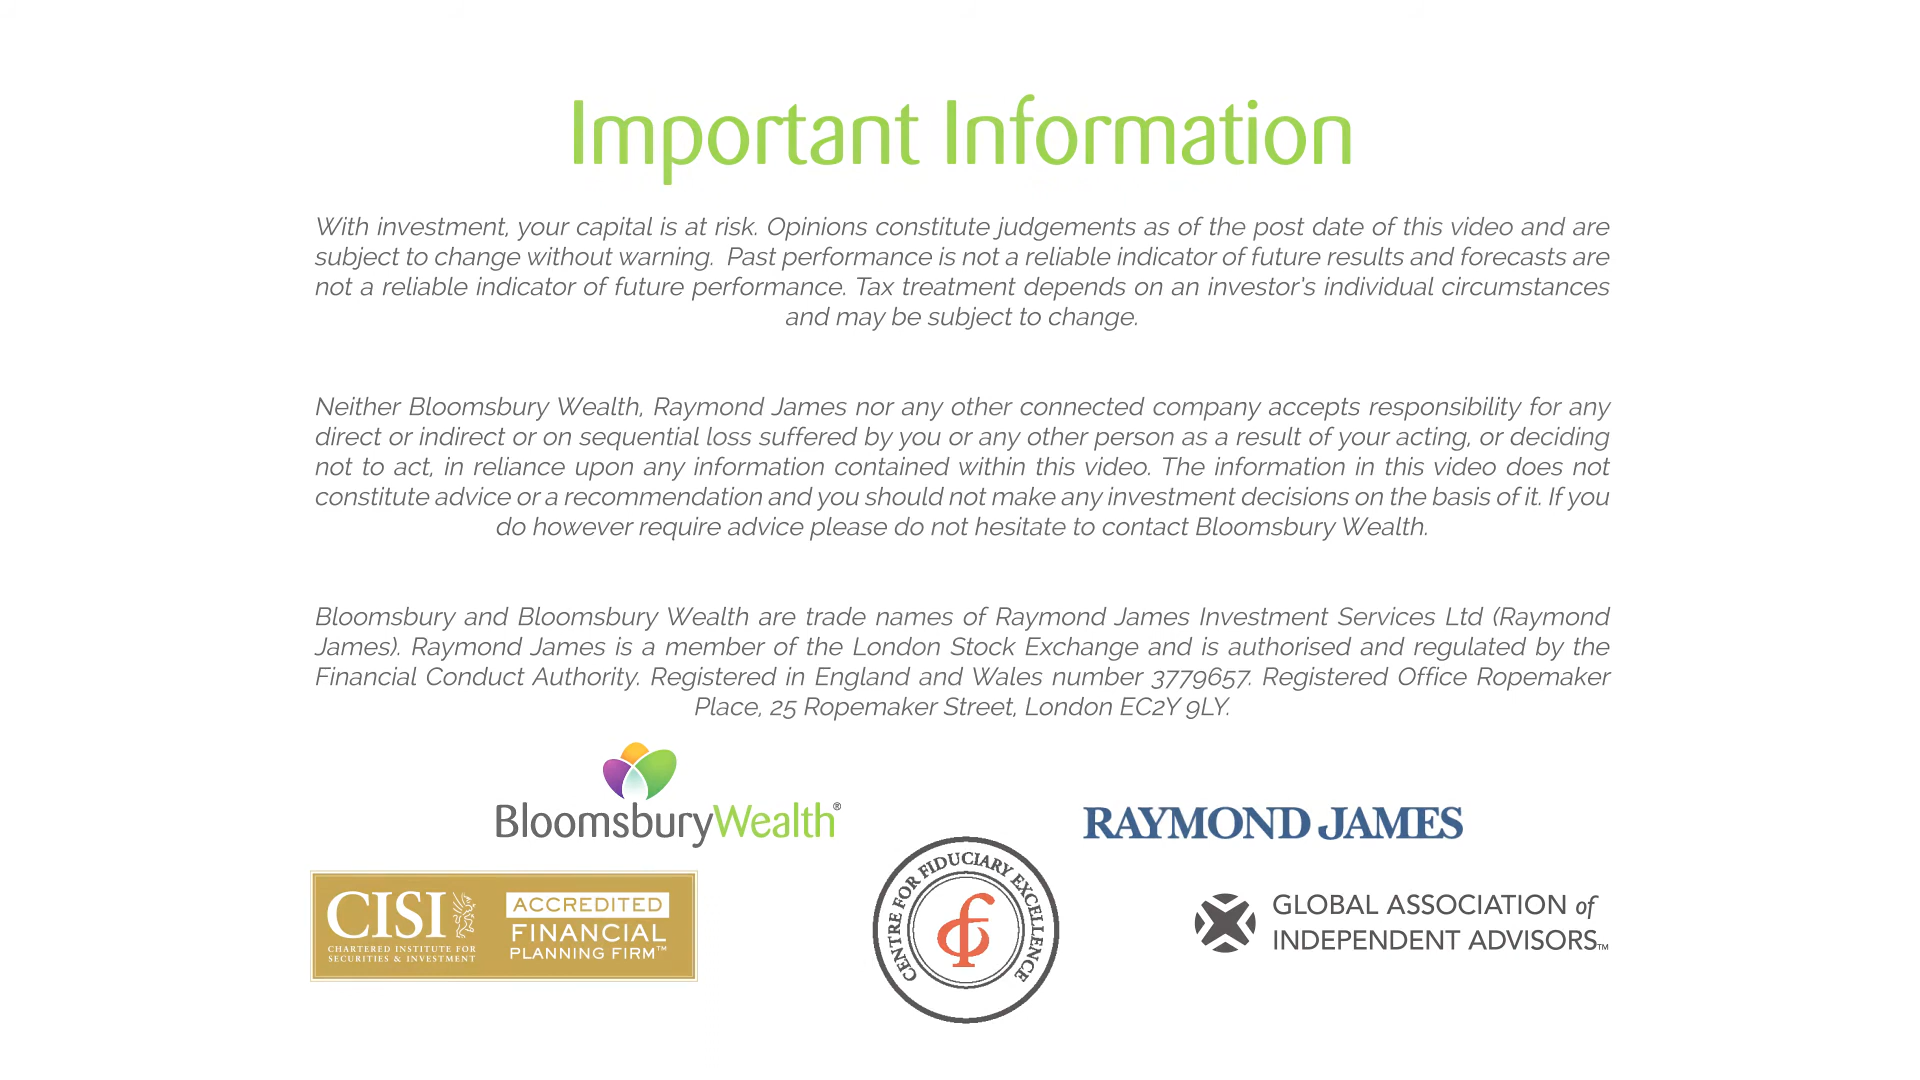 Important Information
With investment, your capital is at risk. Opinions constitute judgements as of the post date of this video and are
subject to change without warning.  Past performance is not a reliable indicator of future results and forecasts are
not a reliable indicator of future performance. Tax treatment depends on an investor's individual circumstances
and may be subject to change.
Neither Bloomsbury Wealth, Raymond James nor any other connected company accepts responsibility for any
direct or indirect or on sequential loss suffered by you or any other person as a result of your acting, or deciding
not to act, in reliance upon any information contained within this video. The information in this video does not
constitute advice or a recommendation and you should not make any investment decisions on the basis of it. If you
do however require advice please do not hesitate to contact Bloomsbury Wealth.
Bloomsbury and Bloomsbury Wealth are trade names of Raymond James Investment Services Ltd (Raymond
James). Raymond James is a member of the London Stock Exchange and is authorised and regulated by the
Financial Conduct Authority. Registered in England and Wales number 3779657. Registered Office Ropemaker
Place, 25 Ropemaker Street, London EC2Y 9LY.
BloomsburyWealth®
RAYMOND JAMES
CISI
CHARTERED INSTITUTE FOR
SECURITIES & INVESTMENT
ACCREDITED
FINANCIAL
PLANNING FIRM™
CENTRE FOR FIDUCIARY EXCELLENCE
GLOBAL ASSOCIATION of
INDEPENDENT ADVISORS™